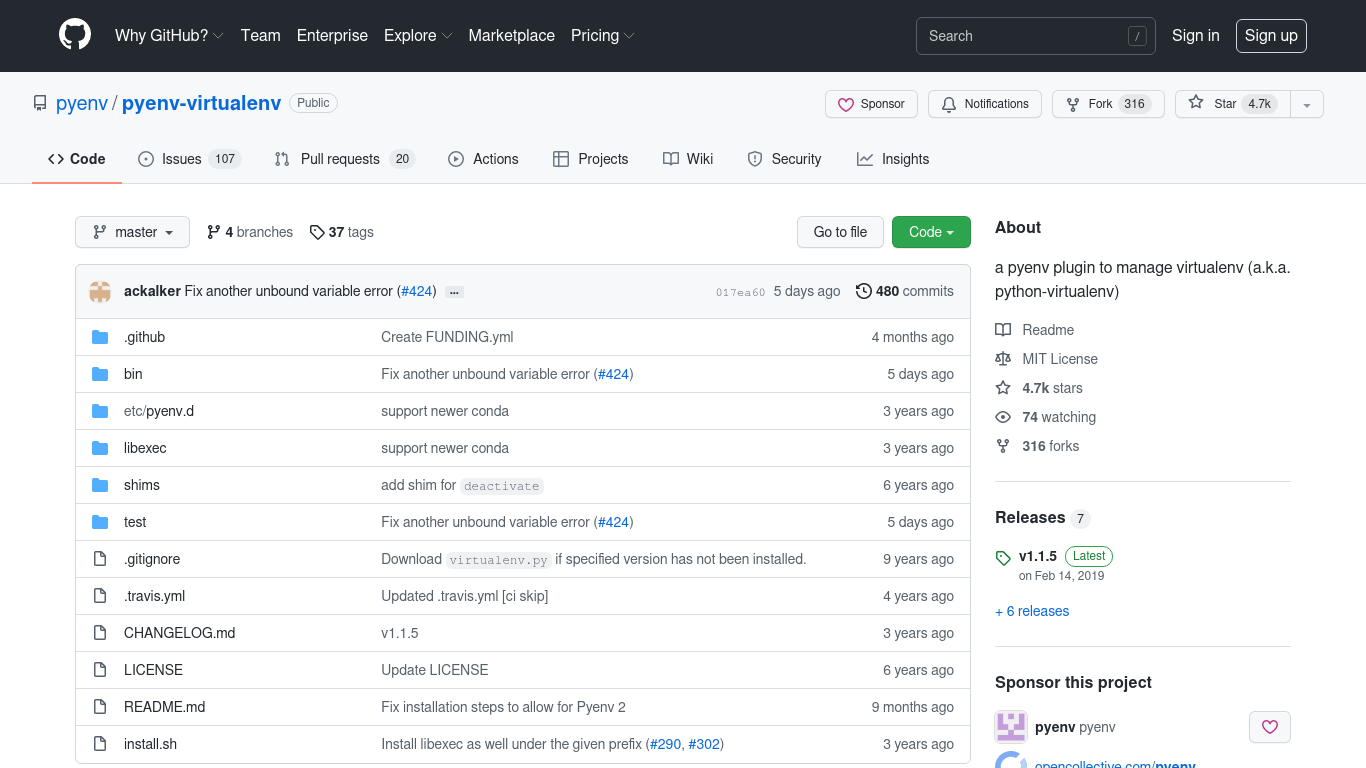 Why GitHub? Team Enterprise Explore Marketplace Pricing Search / Sign in Sign up
pyenv / pyenv-virtualenv Public Sponsor Notifications Fork 316 Star 4.7k
Code Issues 107 Pull requests 20 Actions Projects Wiki Security Insights
master 4 branches 37 tags Go to file Code
ackalker Fix another unbound variable error (#424) ... 017ea60 5 days ago 480 commits
.github Create FUNDING.yml 4 months ago
bin Fix another unbound variable error (#424) 5 days ago
etc/pyenv.d support newer conda 3 years ago
libexec support newer conda 3 years ago
shims add shim for deactivate 6 years ago
test Fix another unbound variable error (#424) 5 days ago
.gitignore Download virtualenv.py if specified version has not been installed. 9 years ago
.travis.yml Updated .travis.yml [ci skip] 4 years ago
CHANGELOG.md v1.1.5 3 years ago
LICENSE Update LICENSE 6 years ago
README.md Fix installation steps to allow for Pyenv 2 9 months ago
install.sh Install libexec as well under the given prefix (#290, #302) 3 years ago
About
a pyenv plugin to manage virtualenv (a.k.a.
python-virtualenv)
Readme
MIT License
4.7k stars
74 watching
316 forks
Releases 7
v1.1.5 Latest
on Feb 14, 2019
+ 6 releases
Sponsor this project
pyenv pyenv
opencollective.com/pyenv